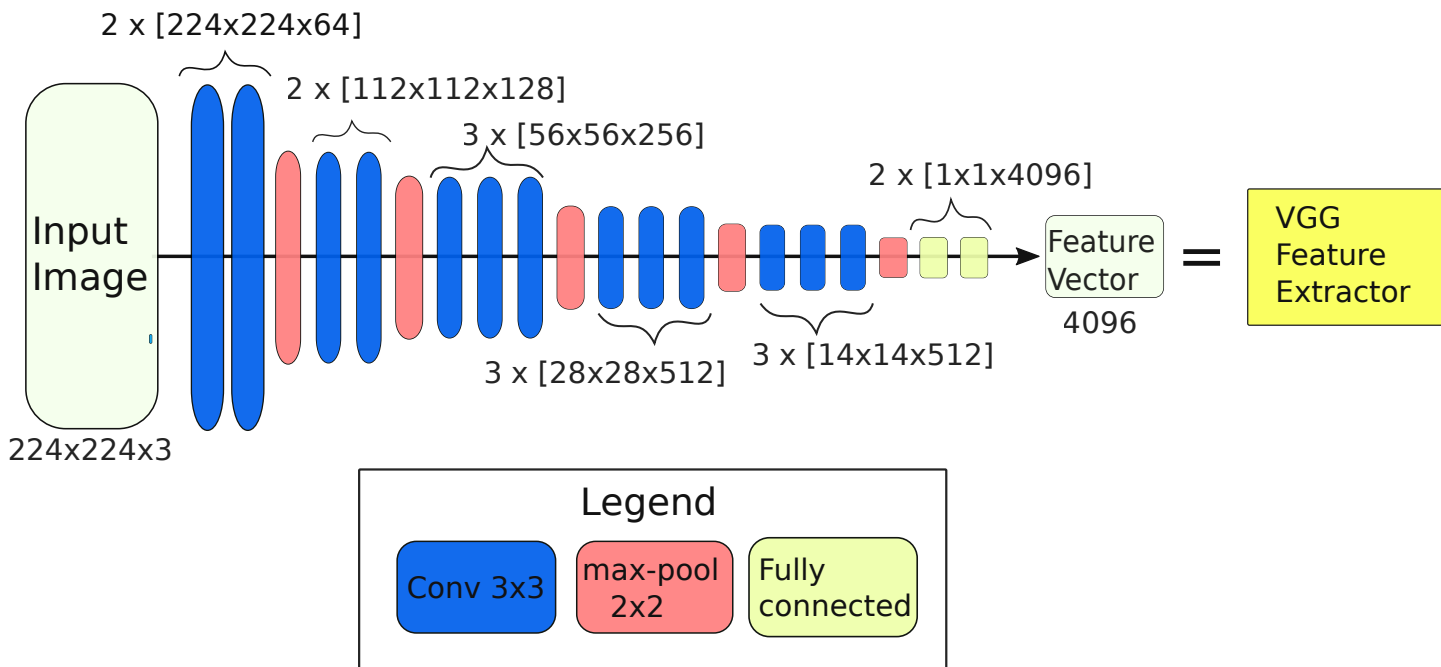 2 x [224x224x64]
2 x [112x112x128]
3 x [56x56x256]
2 x [1x1x4096]
Input
Image
224x224x3
3 x [28x28x512]
3 x [14x14x512]
Feature
Vector
4096
=
VGG
Feature
Extractor
Legend
Conv 3x3
max-pool
2x2
Fully
connected